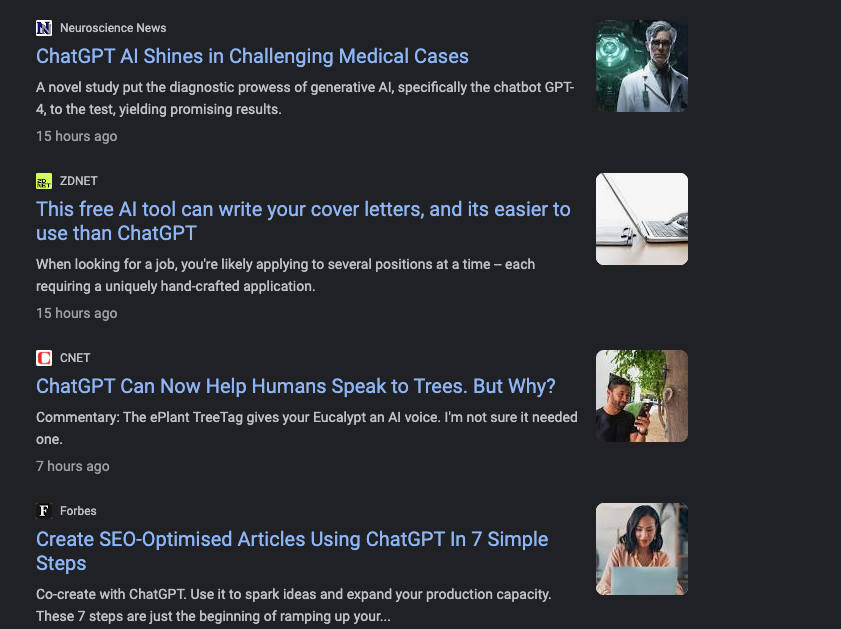 Neuroscience News
ChatGPT AI Shines in Challenging Medical Cases
A novel study put the diagnostic prowess of generative AI, specifically the chatbot GPT-
4, to the test, yielding promising results.
15 hours ago
ZDNET
This free AI tool can write your cover letters, and its easier to
use than ChatGPT
When looking for a job, you're likely applying to several positions at a time -- each
requiring a uniquely hand-crafted application.
15 hours ago
CNET
ChatGPT Can Now Help Humans Speak to Trees. But Why?
Commentary: The ePlant TreeTag gives your Eucalypt an AI voice. I'm not sure it needed
one.
7 hours ago
Forbes
Create SEO-Optimised Articles Using ChatGPT In 7 Simple
Steps
Co-create with ChatGPT. Use it to spark ideas and expand your production capacity.
These 7 steps are just the beginning of ramping up your...